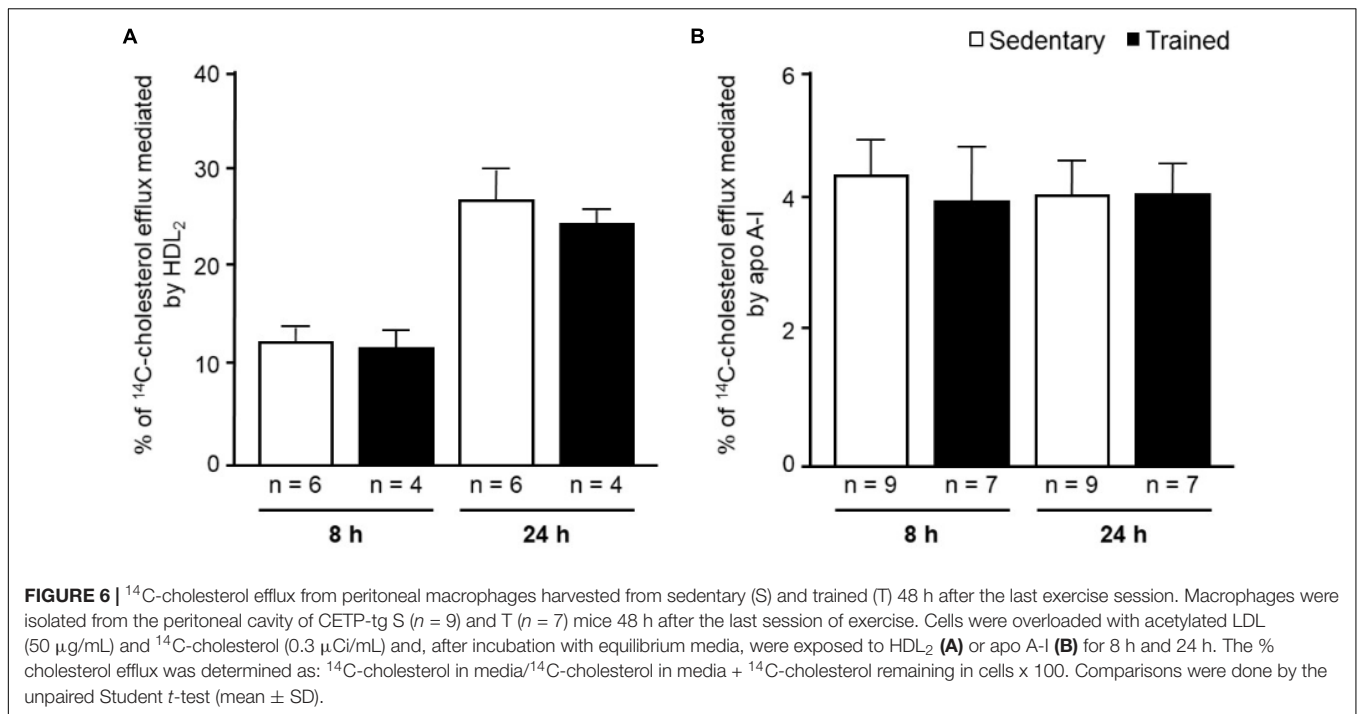 A
B
□ Sedentary ■ Trained
% of ¹⁴C-cholesterol efflux mediated
by HDL₂
40
30
20
10
0
n = 6 n = 4 n = 6 n = 4
8 h 24 h
% of ¹⁴C-cholesterol efflux mediated
by apo A-I
6
4
2
0
n = 9 n = 7 n = 9 n = 7
8 h 24 h
FIGURE 6 | ¹⁴C-cholesterol efflux from peritoneal macrophages harvested from sedentary (S) and trained (T) 48 h after the last exercise session. Macrophages were
isolated from the peritoneal cavity of CETP-tg S (n = 9) and T (n = 7) mice 48 h after the last session of exercise. Cells were overloaded with acetylated LDL
(50 μg/mL) and ¹⁴C-cholesterol (0.3 μCi/mL) and, after incubation with equilibrium media, were exposed to HDL₂ (A) or apo A-I (B) for 8 h and 24 h. The %
cholesterol efflux was determined as: ¹⁴C-cholesterol in media/¹⁴C-cholesterol in media + ¹⁴C-cholesterol remaining in cells x 100. Comparisons were done by the
unpaired Student t-test (mean ± SD).